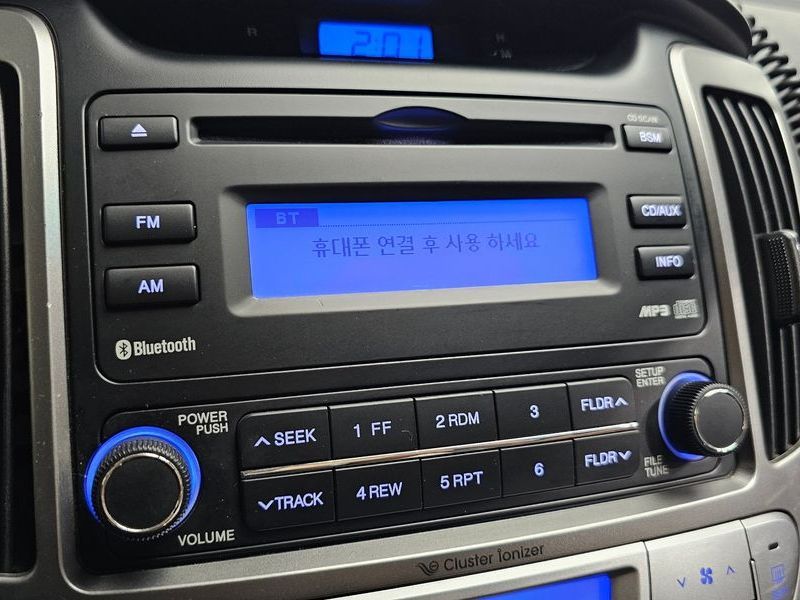 R
2:01
H
CD SCAN
BSM
FM
BT
휴대폰 연결 후 사용 하세요
CD/AUX
AM
INFO
Bluetooth
MP3
POWER
PUSH
SETUP
ENTER
∧ SEEK
1 FF
2 RDM
3
FLDR ∧
∨ TRACK
4 REW
5 RPT
6
FLDR ∨
FILE
TUNE
VOLUME
Cluster ionizer